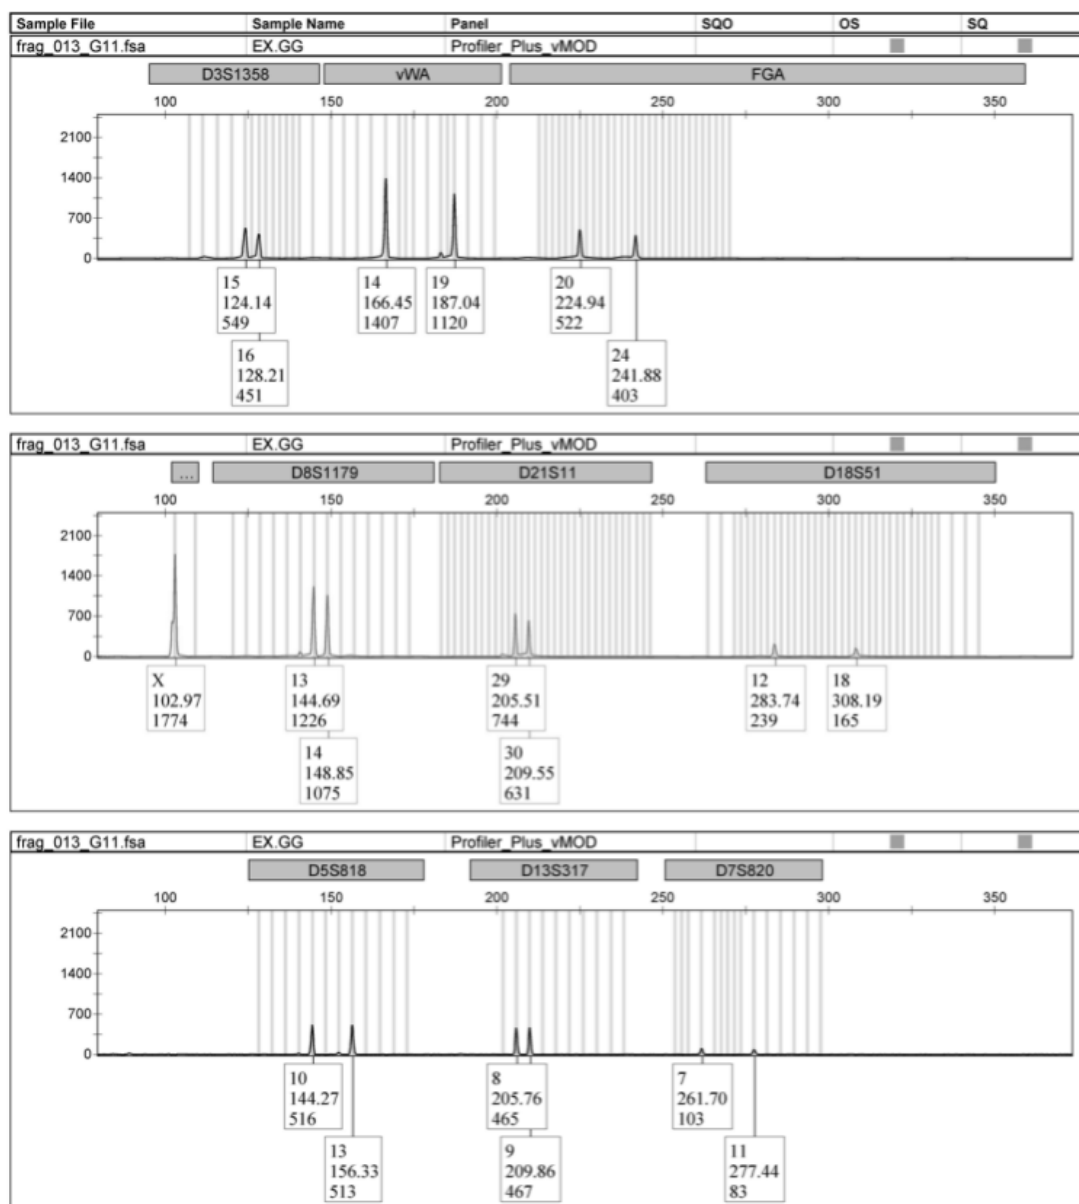 Sample File Sample Name Panel SQO OS SQ
frag_013_G11.fsa EX.GG Profiler_Plus_vMOD
D3S1358 vWA FGA
100 150 200 250 300 350
2100
1400
700
0
15 14 19 20
124.14 166.45 187.04 224.94
549 1407 1120 522
16 24
128.21 241.88
451 403
frag_013_G11.fsa EX.GG Profiler_Plus_vMOD
... D8S1179 D21S11 D18S51
100 150 200 250 300 350
2100
1400
700
0
X 13 29 12 18
102.97 144.69 205.51 283.74 308.19
1774 1226 744 239 165
14 30
148.85 209.55
1075 631
frag_013_G11.fsa EX.GG Profiler_Plus_vMOD
D5S818 D13S317 D7S820
100 150 200 250 300 350
2100
1400
700
0
10 8 7
144.27 205.76 261.70
516 465 103
13 9 11
156.33 209.86 277.44
513 467 83